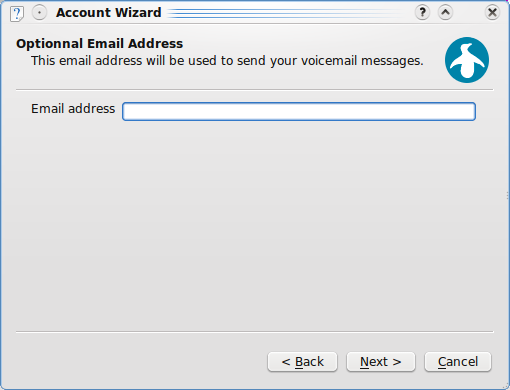 Account Wizard
Optionnal Email Address
This email address will be used to send your voicemail messages.
Email address
< Back Next > Cancel